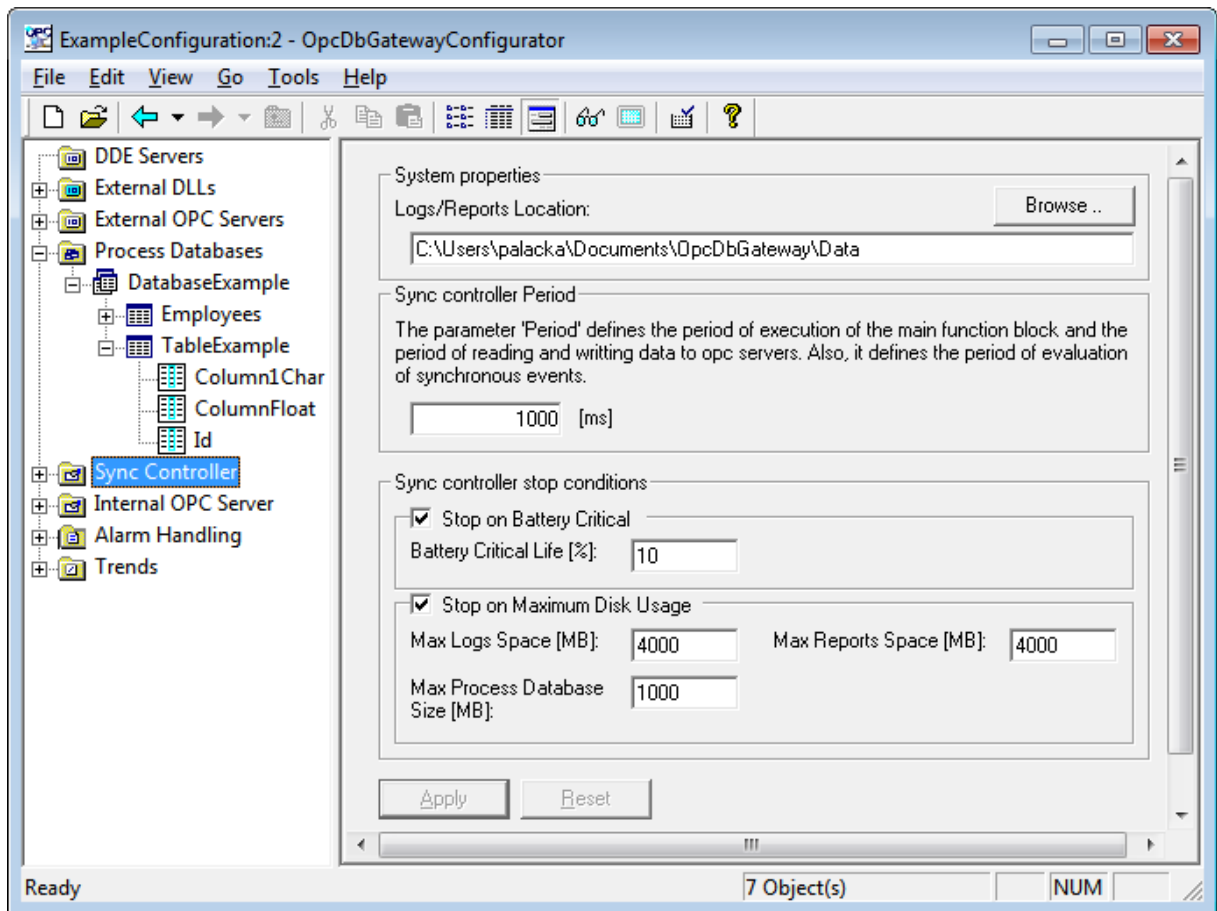 ExampleConfiguration:2 - OpcDbGatewayConfigurator
File Edit View Go Tools Help
DDE Servers
External DLLs
External OPC Servers
Process Databases
DatabaseExample
Employees
TableExample
Column1Char
ColumnFloat
Id
Sync Controller
Internal OPC Server
Alarm Handling
Trends
System properties
Logs/Reports Location:
Browse ..
C:\Users\palacka\Documents\OpcDbGateway\Data
Sync controller Period
The parameter 'Period' defines the period of execution of the main function block and the
period of reading and writting data to opc servers. Also, it defines the period of evaluation
of synchronous events.
1000 [ms]
Sync controller stop conditions
Stop on Battery Critical
Battery Critical Life [%]: 10
Stop on Maximum Disk Usage
Max Logs Space [MB]: 4000 Max Reports Space [MB]: 4000
Max Process Database
Size [MB]: 1000
Apply Reset
Ready 7 Object(s) NUM